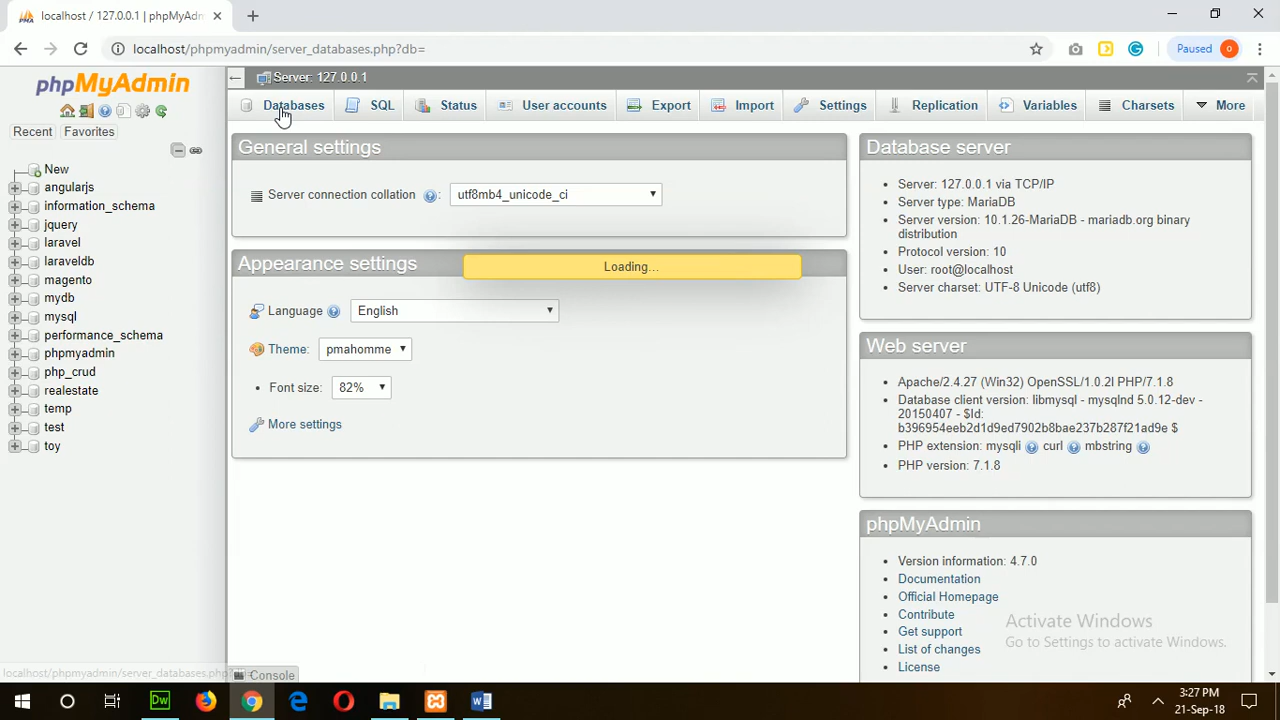 localhost / 127.0.0.1 | phpMyAdm
localhost/phpmyadmin/server_databases.php?db=
Paused 0
phpMyAdmin
Server: 127.0.0.1
Databases SQL Status User accounts Export Import Settings Replication Variables Charsets More
Recent Favorites
New
angularjs
information_schema
jquery
laravel
laraveldb
magento
mydb
mysql
performance_schema
phpmyadmin
php_crud
realestate
temp
test
toy
General settings
Server connection collation : utf8mb4_unicode_ci
Loading...
Appearance settings
Language English
Theme: pmahomme
Font size: 82%
More settings
Database server
Server: 127.0.0.1 via TCP/IP
Server type: MariaDB
Server version: 10.1.26-MariaDB - mariadb.org binary
distribution
Protocol version: 10
User: root@localhost
Server charset: UTF-8 Unicode (utf8)
Web server
Apache/2.4.27 (Win32) OpenSSL/1.0.2l PHP/7.1.8
Database client version: libmysql - mysqlnd 5.0.12-dev -
20150407 - $Id:
b396954eeb2d1d9ed7902b8bae237b287f21ad9e $
PHP extension: mysqli curl mbstring
PHP version: 7.1.8
phpMyAdmin
Version information: 4.7.0
Documentation
Official Homepage
Contribute
Get support
List of changes
License
Activate Windows
Go to Settings to activate Windows.
localhost/phpmyadmin/server_databases.php?db=
Console
Dw
3:27 PM
21-Sep-18